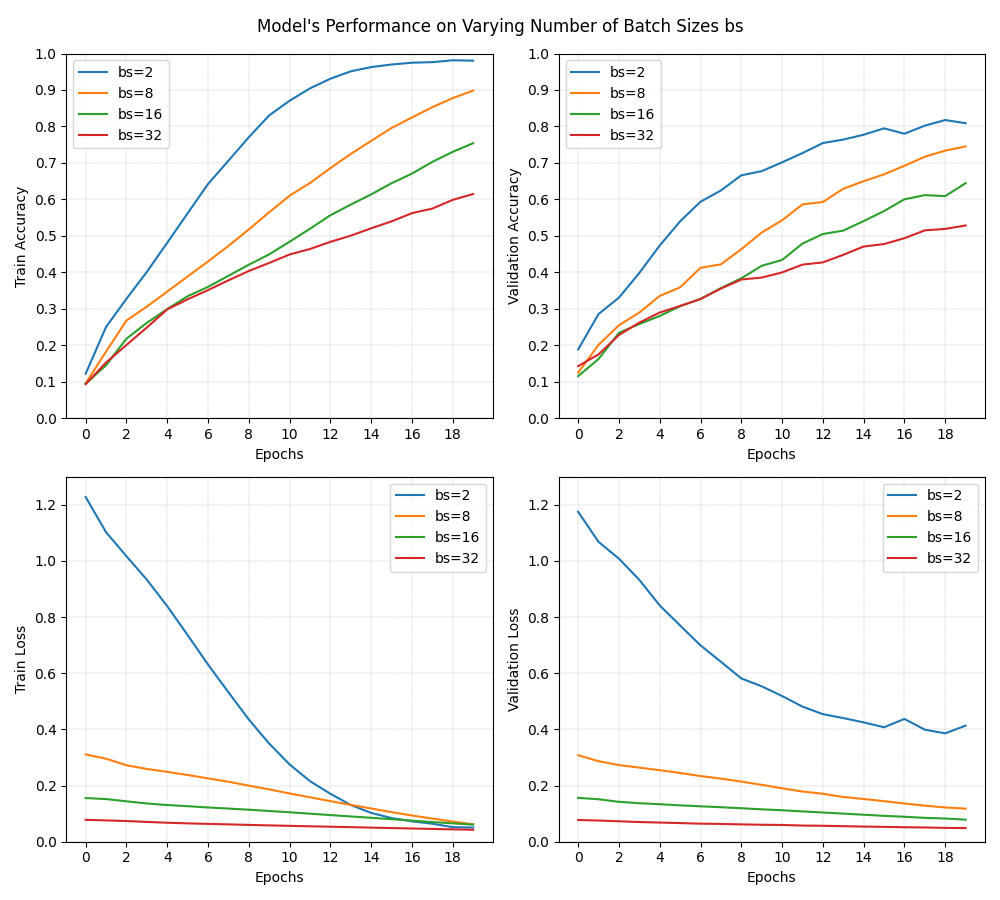 Model's Performance on Varying Number of Batch Sizes bs
Train Accuracy
1.0
0.9
0.8
0.7
0.6
0.5
0.4
0.3
0.2
0.1
0.0
bs=2
bs=8
bs=16
bs=32
0 2 4 6 8 10 12 14 16 18
Epochs
Validation Accuracy
1.0
0.9
0.8
0.7
0.6
0.5
0.4
0.3
0.2
0.1
0.0
bs=2
bs=8
bs=16
bs=32
0 2 4 6 8 10 12 14 16 18
Epochs
Train Loss
1.2
1.0
0.8
0.6
0.4
0.2
0.0
bs=2
bs=8
bs=16
bs=32
0 2 4 6 8 10 12 14 16 18
Epochs
Validation Loss
1.2
1.0
0.8
0.6
0.4
0.2
0.0
bs=2
bs=8
bs=16
bs=32
0 2 4 6 8 10 12 14 16 18
Epochs